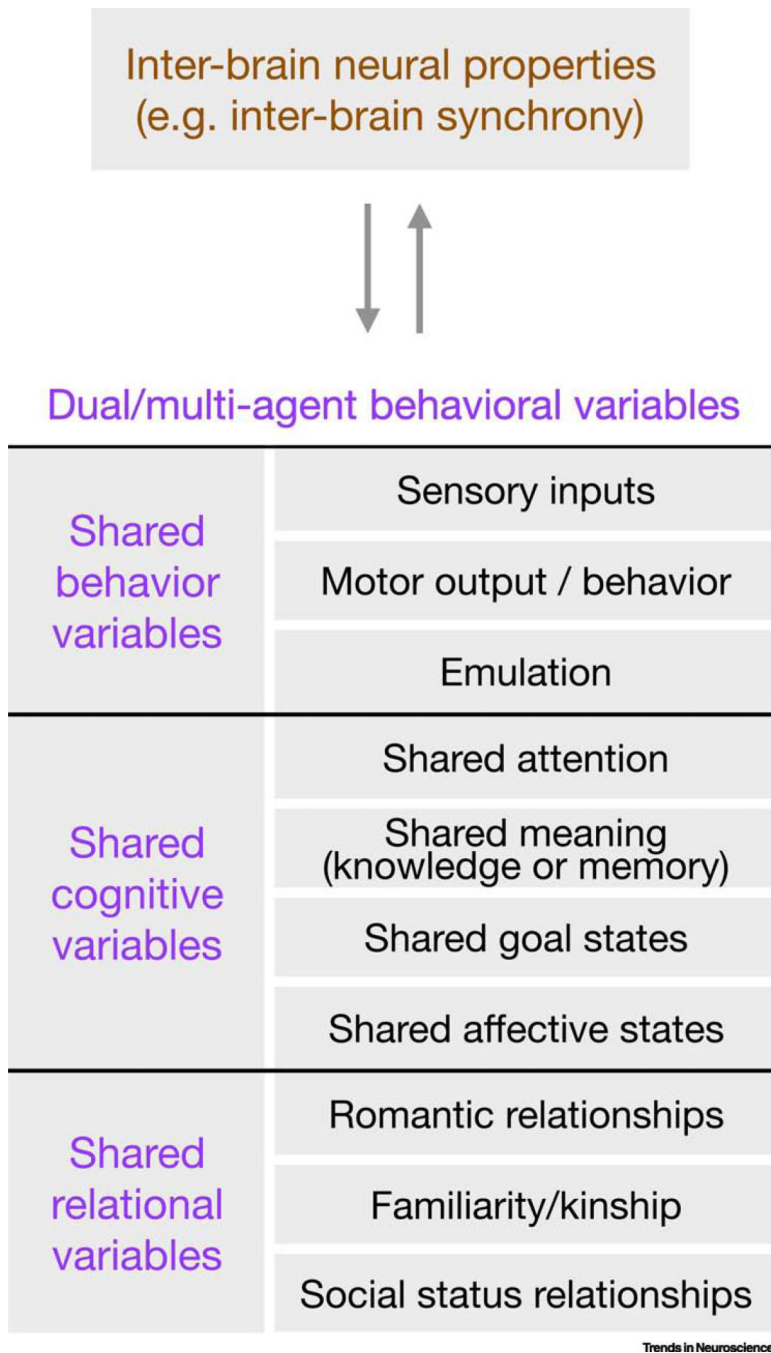 Inter-brain neural properties
(e.g. inter-brain synchrony)
Dual/multi-agent behavioral variables
Shared
behavior
variables
Sensory inputs
Motor output / behavior
Emulation
Shared
cognitive
variables
Shared attention
Shared meaning
(knowledge or memory)
Shared goal states
Shared affective states
Shared
relational
variables
Romantic relationships
Familiarity/kinship
Social status relationships
Trends in Neuroscience